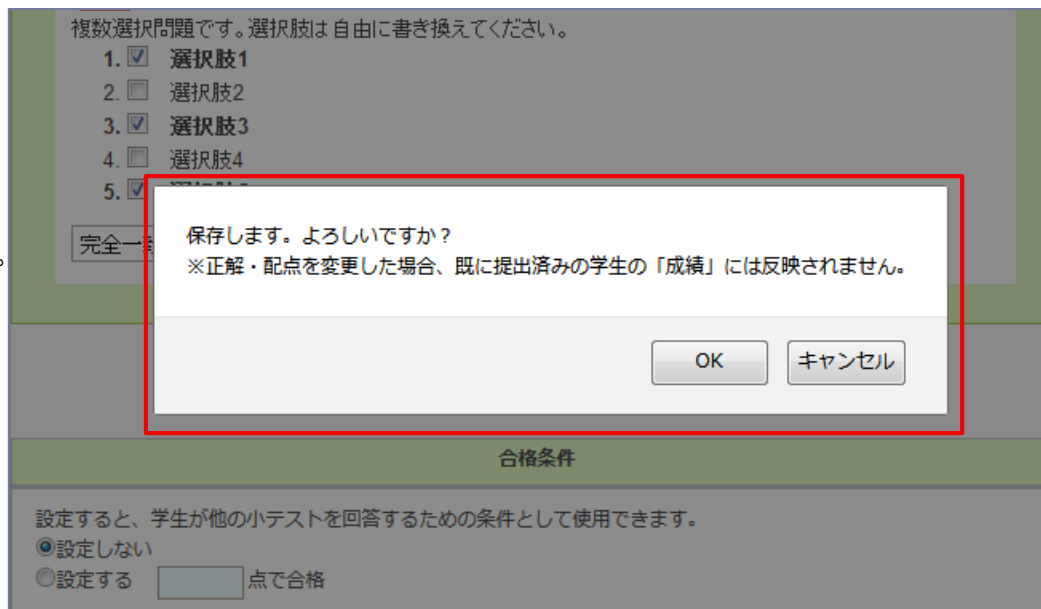 複数選択問題です。選択肢は自由に書き換えてください。
1. 選択肢1
2. 選択肢2
3. 選択肢3
4. 選択肢4
5.
完全一
保存します。よろしいですか？
※正解・配点を変更した場合、既に提出済みの学生の「成績」には反映されません。
OK キャンセル
合格条件
設定すると、学生が他の小テストを回答するための条件として使用できます。
設定しない
設定する 点で合格